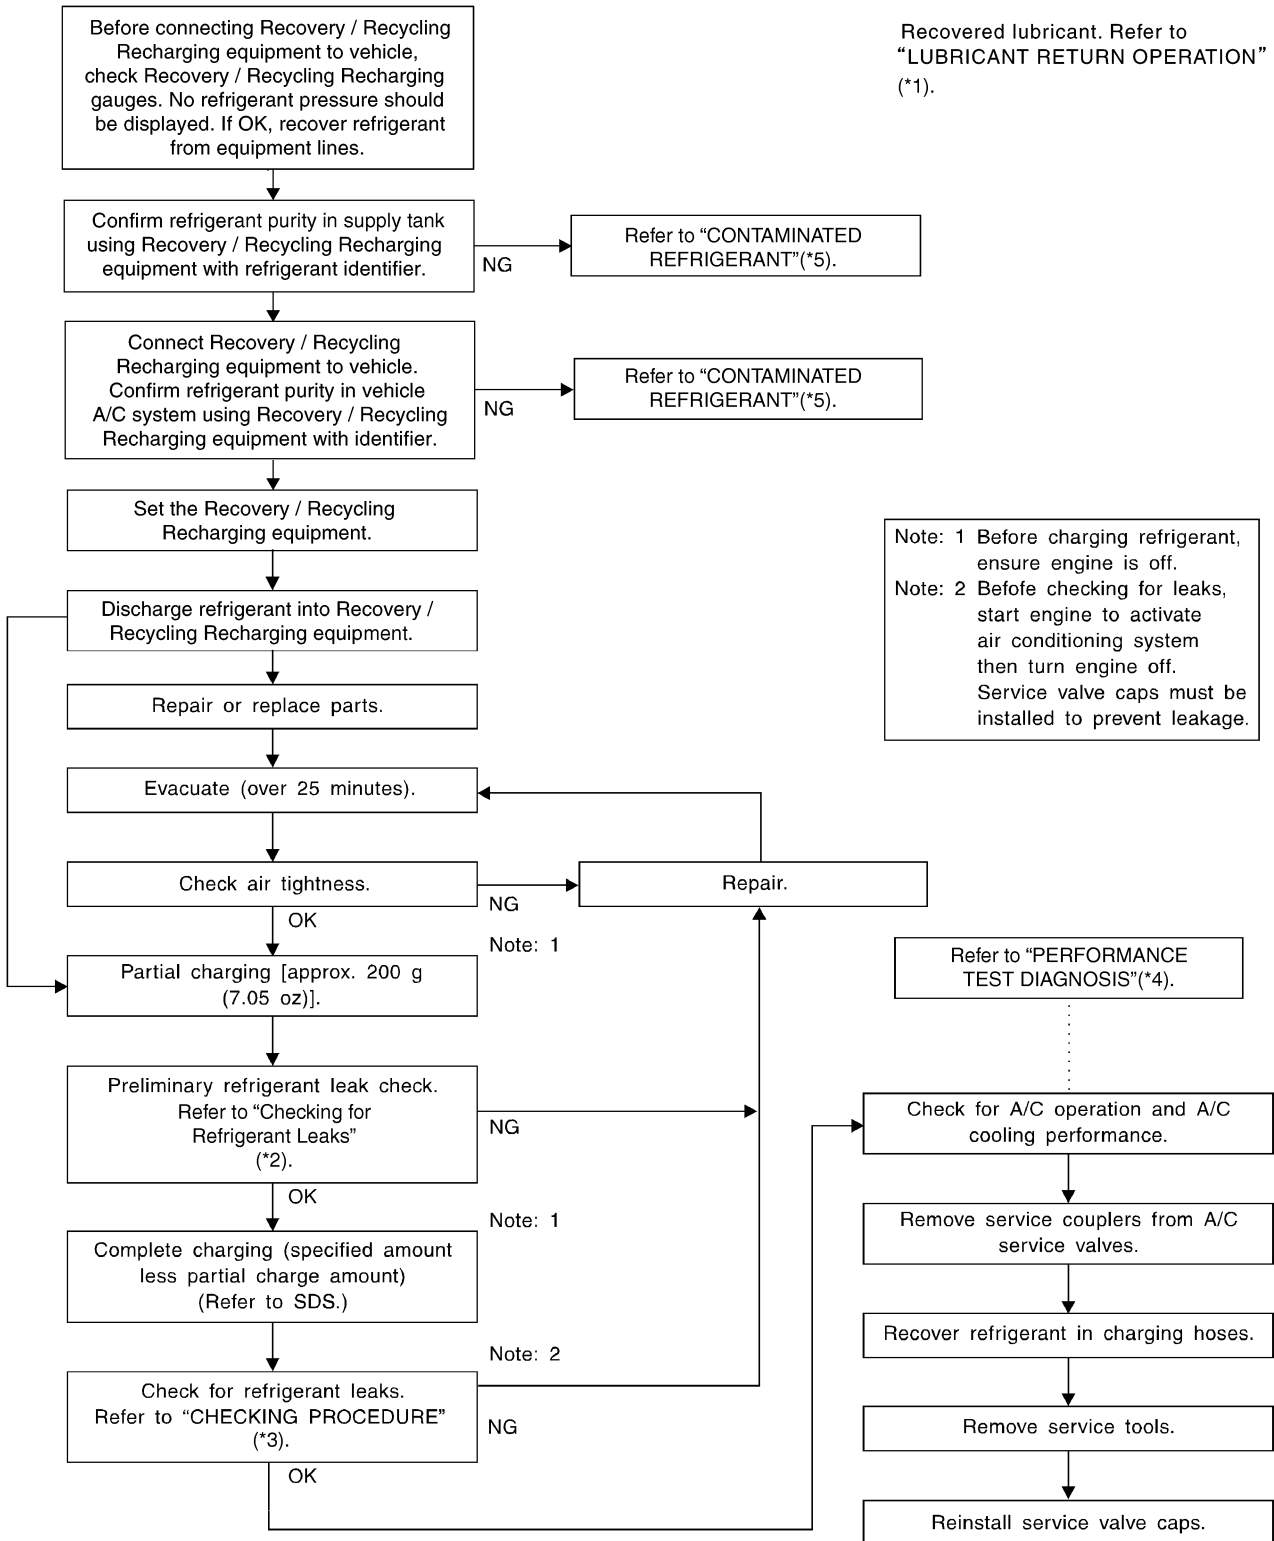 Before connecting Recovery / Recycling
Recharging equipment to vehicle,
check Recovery / Recycling Recharging
gauges. No refrigerant pressure should
be displayed. If OK, recover refrigerant
from equipment lines.
Recovered lubricant. Refer to
“LUBRICANT RETURN OPERATION”
(*1).
Confirm refrigerant purity in supply tank
using Recovery / Recycling Recharging
equipment with refrigerant identifier.
NG
Refer to “CONTAMINATED
REFRIGERANT”(*5).
Connect Recovery / Recycling
Recharging equipment to vehicle.
Confirm refrigerant purity in vehicle
A/C system using Recovery / Recycling
Recharging equipment with identifier.
NG
Refer to “CONTAMINATED
REFRIGERANT”(*5).
Set the Recovery / Recycling
Recharging equipment.
Note: 1 Before charging refrigerant,
ensure engine is off.
Note: 2 Befofe checking for leaks,
start engine to activate
air conditioning system
then turn engine off.
Service valve caps must be
installed to prevent leakage.
Discharge refrigerant into Recovery /
Recycling Recharging equipment.
Repair or replace parts.
Evacuate (over 25 minutes).
Check air tightness.
NG
Repair.
OK
Note: 1
Partial charging [approx. 200 g
(7.05 oz)].
Preliminary refrigerant leak check.
Refer to “Checking for
Refrigerant Leaks”
(*2).
NG
OK
Note: 1
Complete charging (specified amount
less partial charge amount)
(Refer to SDS.)
Note: 2
Check for refrigerant leaks.
Refer to “CHECKING PROCEDURE”
(*3).
NG
OK
Refer to “PERFORMANCE
TEST DIAGNOSIS”(*4).
Check for A/C operation and A/C
cooling performance.
Remove service couplers from A/C
service valves.
Recover refrigerant in charging hoses.
Remove service tools.
Reinstall service valve caps.